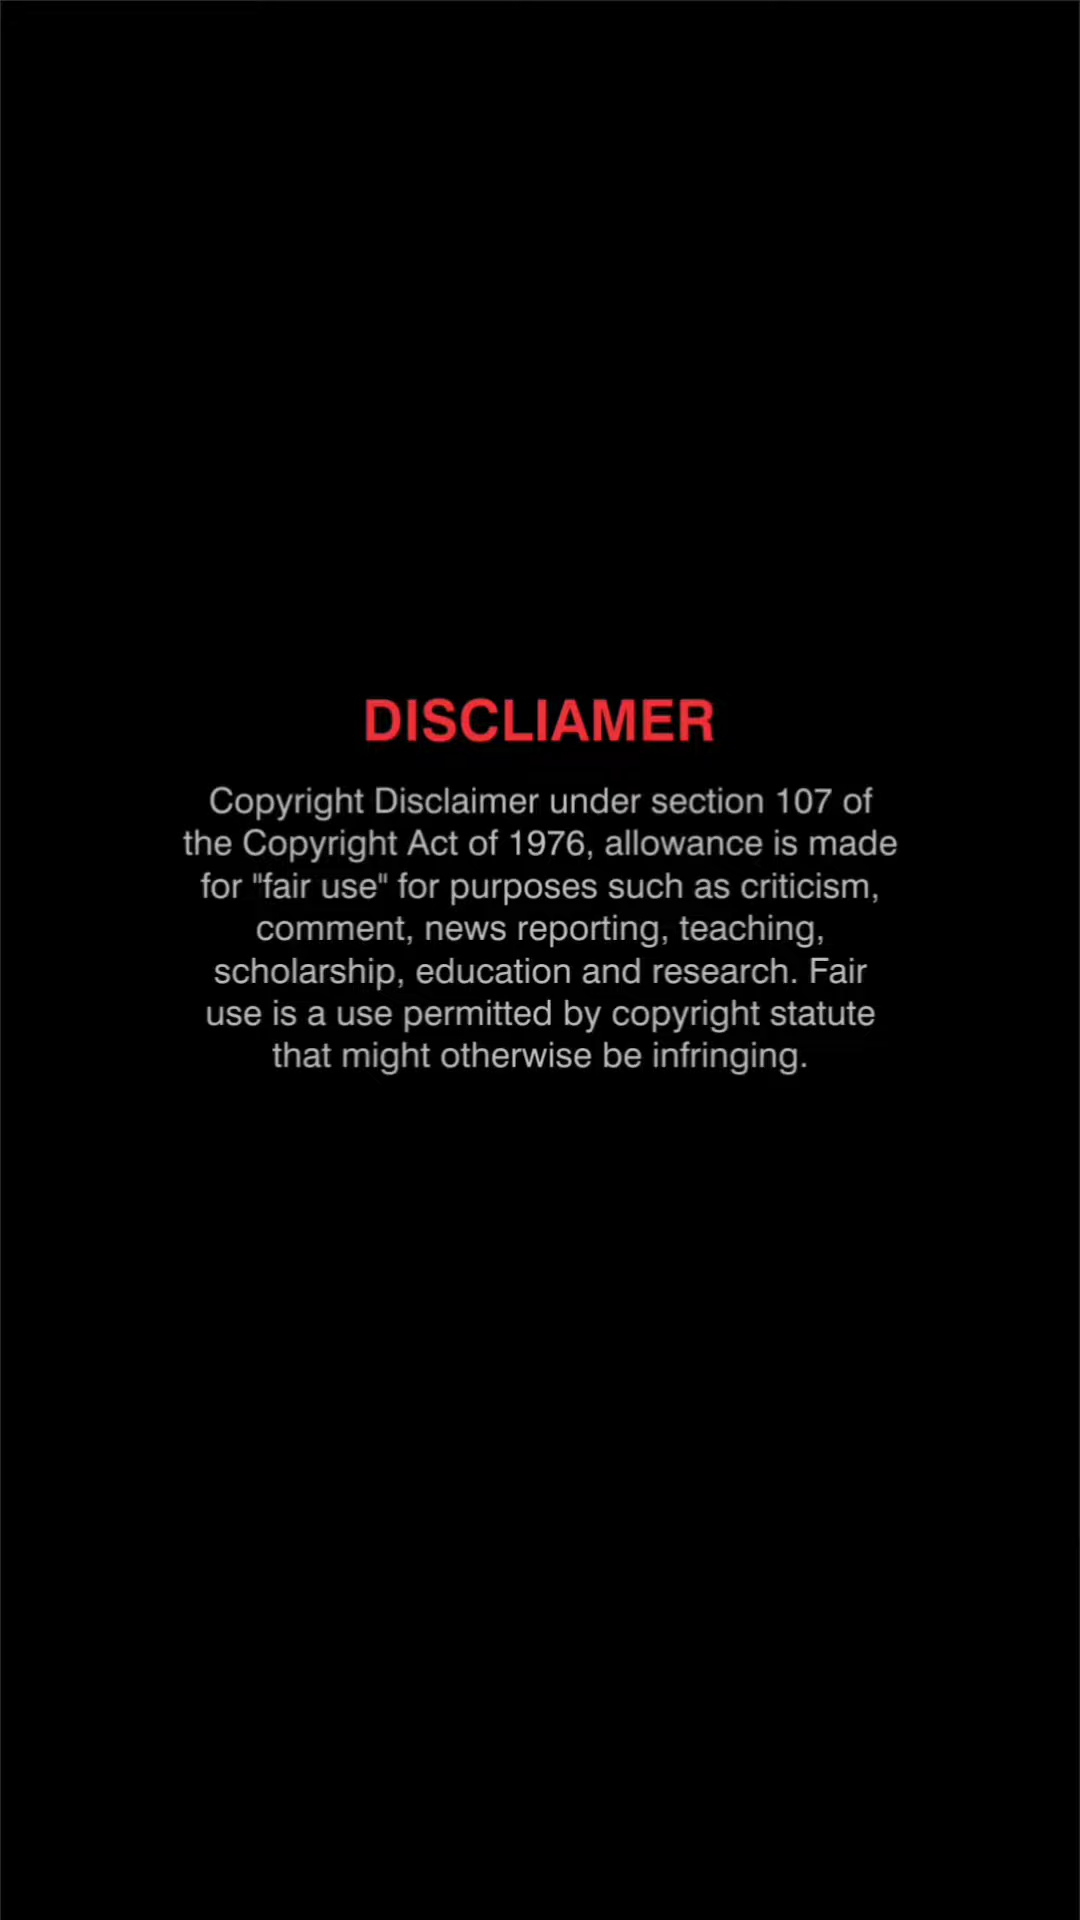 DISCLIAMER
Copyright Disclaimer under section 107 of
the Copyright Act of 1976, allowance is made
for "fair use" for purposes such as criticism,
comment, news reporting, teaching,
scholarship, education and research. Fair
use is a use permitted by copyright statute
that might otherwise be infringing.